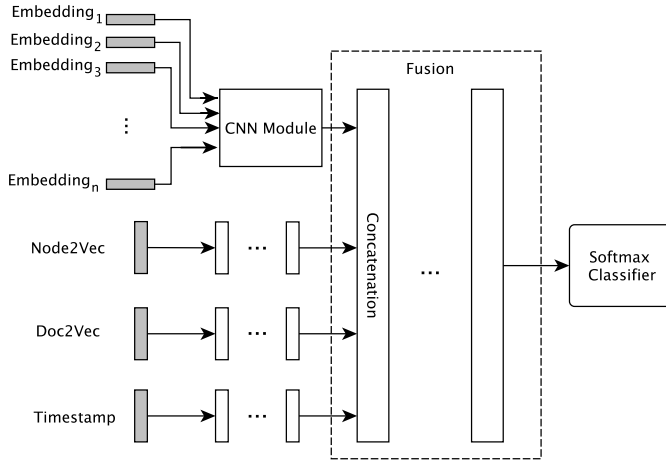 Embedding1
Embedding2
Embedding3
...
Embeddingn
CNN Module
Fusion
Concatenation
...
Node2Vec
...
Doc2Vec
...
Timestamp
...
Softmax
Classifier